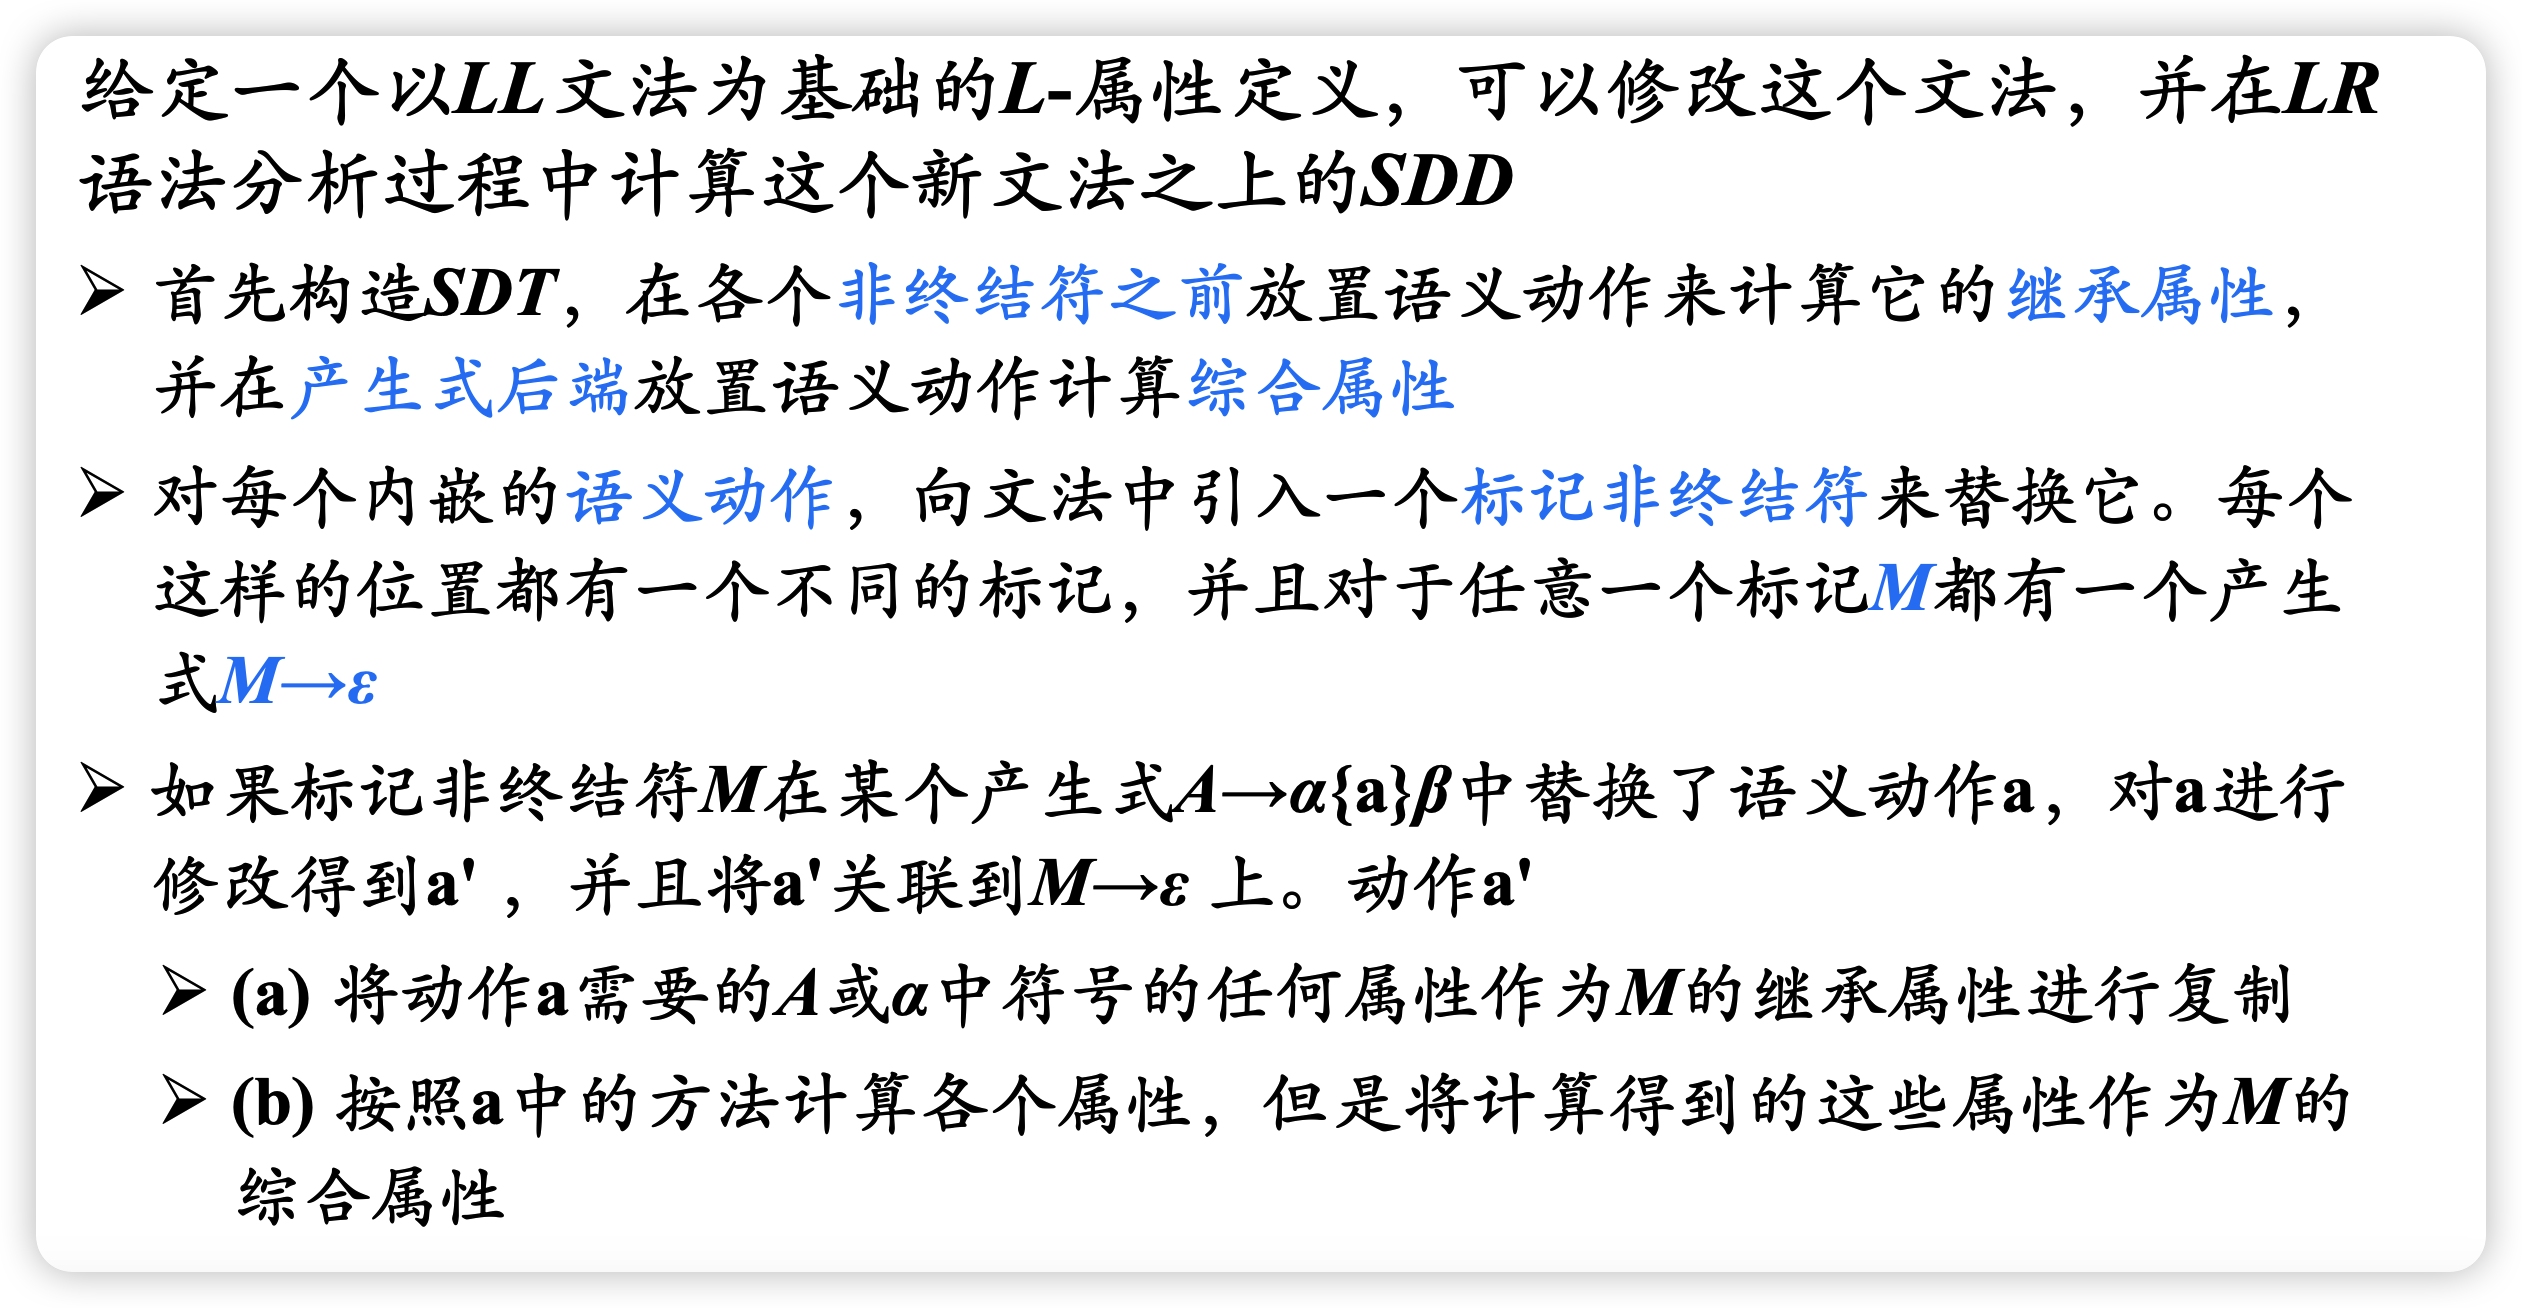 给定一个以LL文法为基础的L-属性定义，可以修改这个文法，并在LR
语法分析过程中计算这个新文法之上的SDD
➢ 首先构造SDT，在各个非终结符之前放置语义动作来计算它的继承属性，
并在产生式后端放置语义动作计算综合属性
➢ 对每个内嵌的语义动作，向文法中引入一个标记非终结符来替换它。每个
这样的位置都有一个不同的标记，并且对于任意一个标记M都有一个产生
式M→ε
➢ 如果标记非终结符M在某个产生式A→α{a}β中替换了语义动作a，对a进行
修改得到a'，并且将a'关联到M→ε 上。动作a'
➢ (a) 将动作a需要的A或α中符号的任何属性作为M的继承属性进行复制
➢ (b) 按照a中的方法计算各个属性，但是将计算得到的这些属性作为M的
综合属性